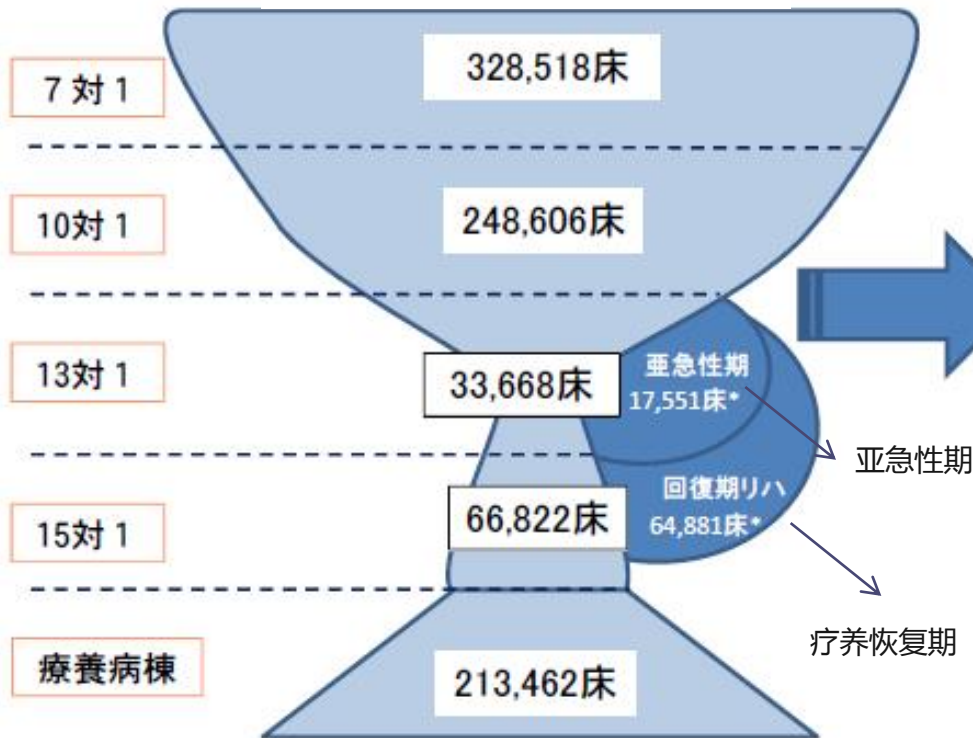 7対1
328,518床
10対1
248,606床
13対1
33,668床
亜急性期
17,551床*
亚急性期
15対1
66,822床
回復期リハ
64,881床*
疗养恢复期
療養病棟
213,462床